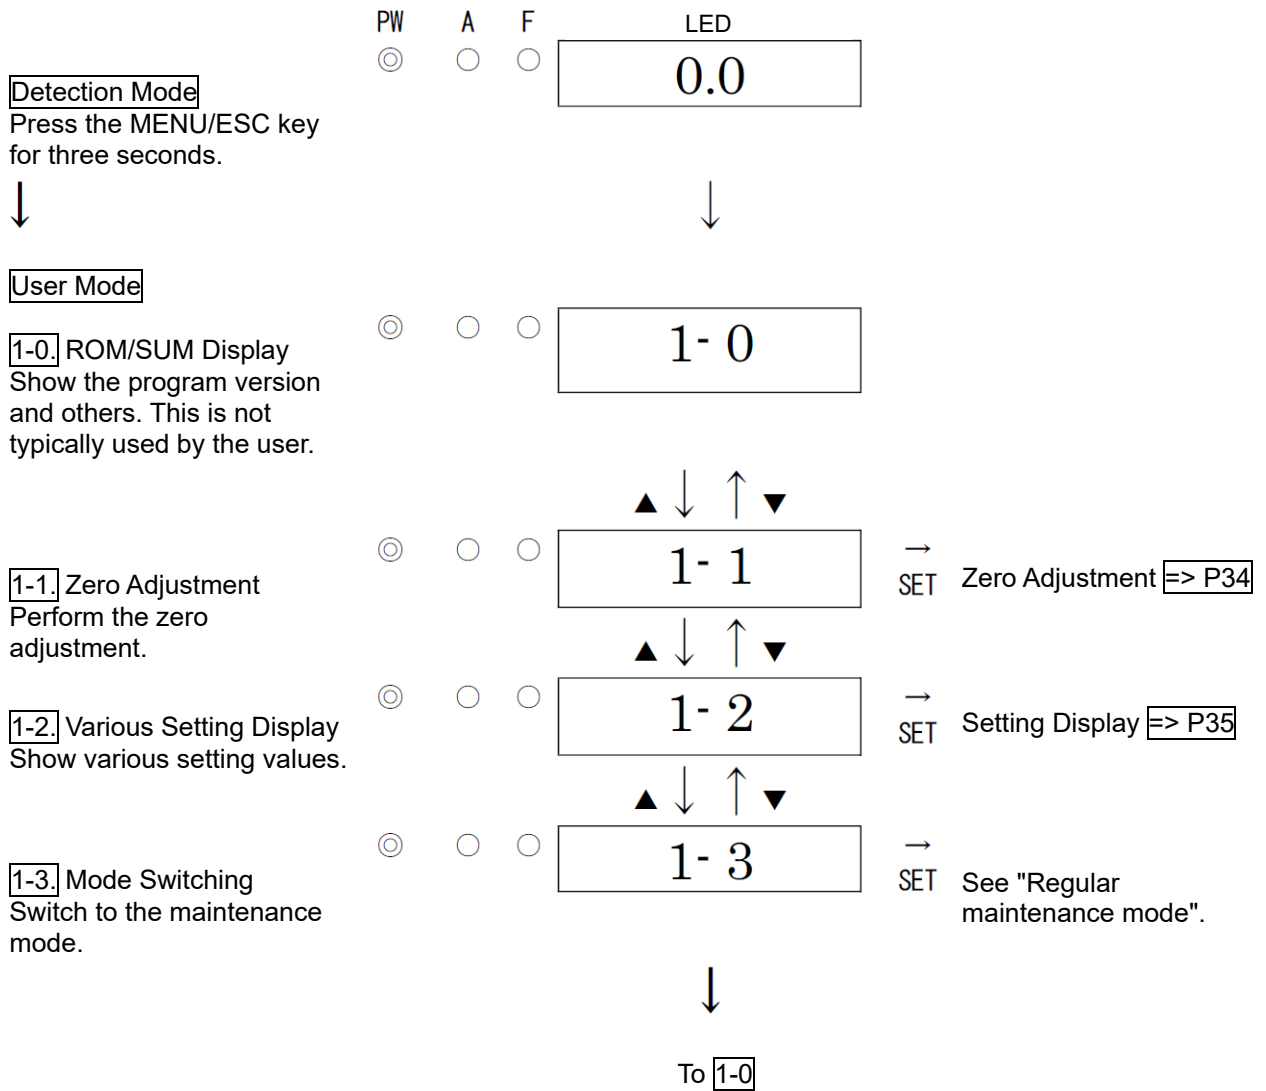 PW A F LED
0.0
Detection Mode
Press the MENU/ESC key
for three seconds.
↓ ↓
User Mode
1-0. ROM/SUM Display
Show the program version
and others. This is not
typically used by the user.
1- 0
▲ ↓ ↑ ▼
1-1. Zero Adjustment
Perform the zero
adjustment.
1- 1
→
SET
Zero Adjustment => P34
▲ ↓ ↑ ▼
1-2. Various Setting Display
Show various setting values.
1- 2
→
SET
Setting Display => P35
▲ ↓ ↑ ▼
1-3. Mode Switching
Switch to the maintenance
mode.
1- 3
→
SET
See "Regular
maintenance mode".
↓
To 1-0